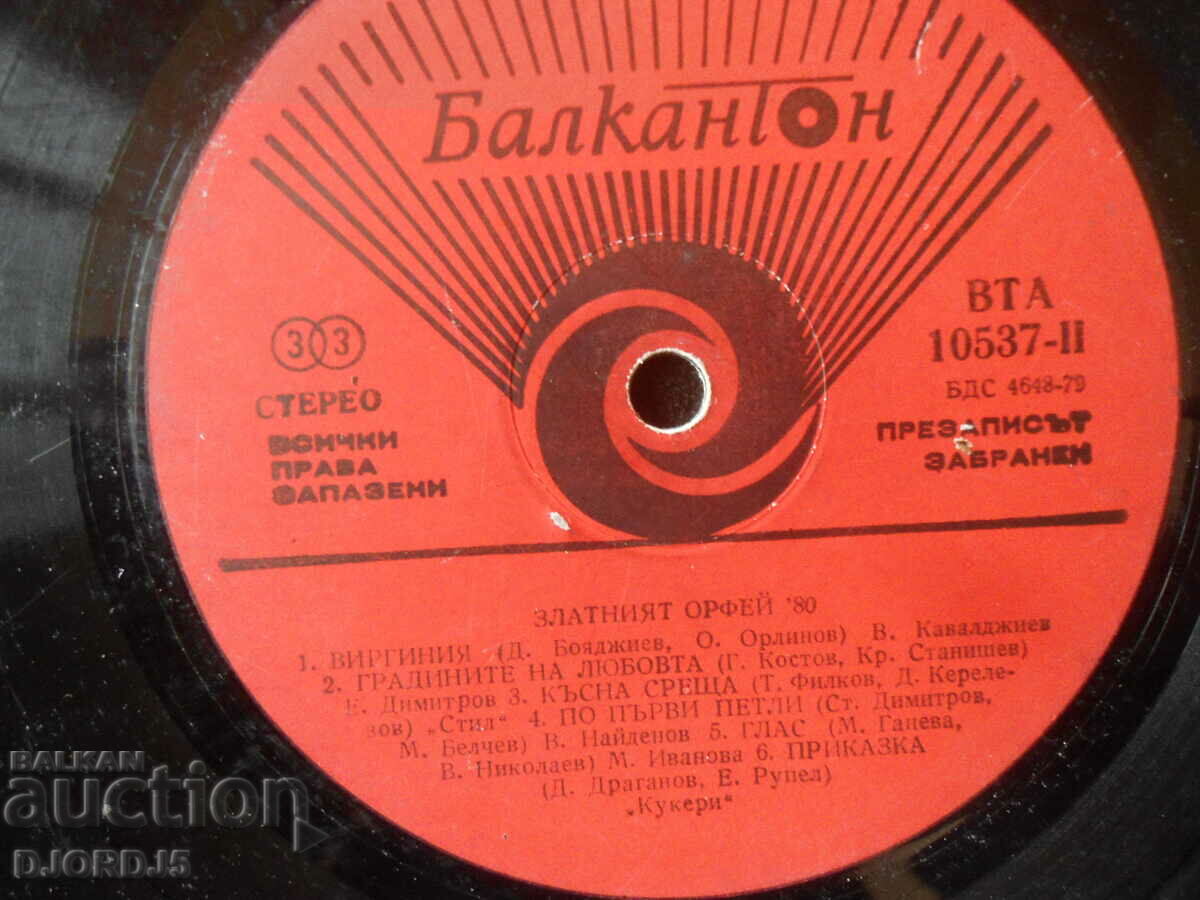 Балкантон
33
СТЕРЕО
ВСИЧКИ
ПРАВА
ЗАПАЗЕНИ
ВТА
10537-II
БДС 4648-79
ПРЕЗАПИСЪТ
ЗАБРАНЕН
ЗЛАТНИЯТ ОРФЕЙ '80
1. ВИРГИНИЯ (Д. Бояджиев, О. Орлинов) В. Кавалджиев
2. ГРАДИНИТЕ НА ЛЮБОВТА (Г. Костов, Кр. Станишев)
Е. Димитров 3. КЪСНА СРЕЩА (Т. Филков, Д. Кереле-
зов) „Стил“ 4. ПО ПЪРВИ ПЕТЛИ (Ст. Димитров,
М. Белчев) В. Найденов 5. ГЛАС (М. Ганева,
В. Николаев) М. Иванова 6. ПРИКАЗКА
(Д. Драганов, Е. Рупел)
„Кукери“
BALKAN
auction
DJORDJ5